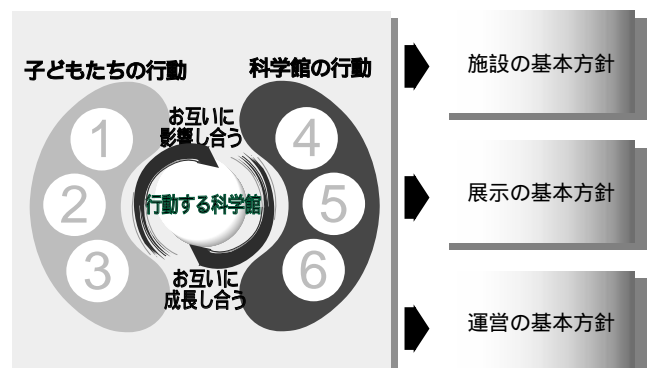 子どもたちの行動
科学館の行動
お互いに
影響し合う
1
2
3
行動する科学館
4
5
6
お互いに
成長し合う
施設の基本方針
展示の基本方針
運営の基本方針